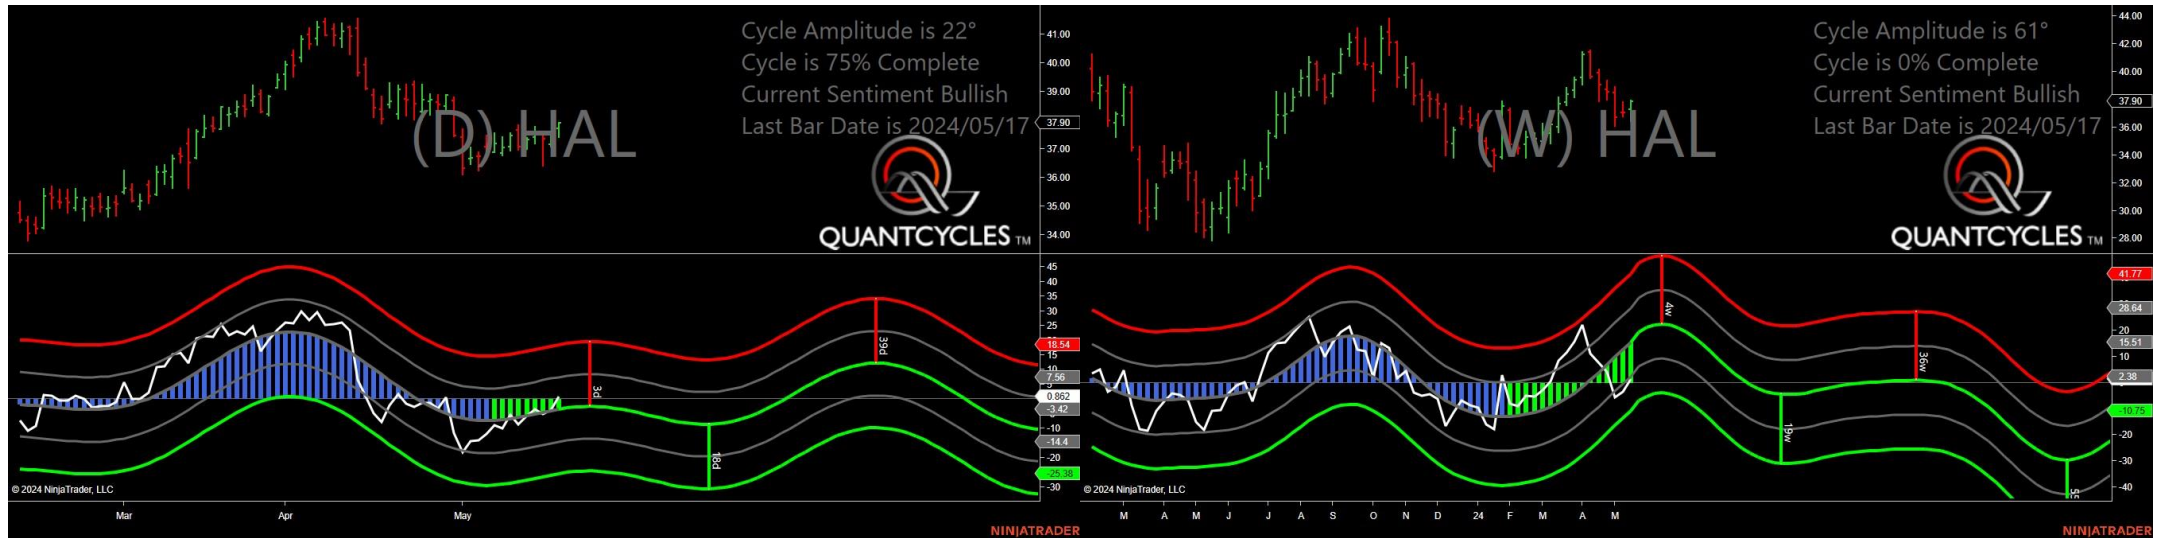 Cycle Amplitude is 22°
Cycle is 75% Complete
Current Sentiment Bullish
Last Bar Date is 2024/05/17
(D) HAL
QUANTCYCLES TM
41.00
40.00
39.00
37.90
37.00
36.00
35.00
34.00
45
40
35
30
25
18.54
15
10
7.56
0.862
-3.42
-10
-14.4
-20
-25.38
-30
3d
18d
39d
© 2024 NinjaTrader, LLC
Mar Apr May
NINJATRADER
Cycle Amplitude is 61°
Cycle is 0% Complete
Current Sentiment Bullish
Last Bar Date is 2024/05/17
(W) HAL
QUANTCYCLES TM
44.00
42.00
40.00
37.90
36.00
34.00
32.00
30.00
28.00
41.77
28.64
20
15.51
10
2.38
-10.75
-20
-30
-40
4w
19w
36w
© 2024 NinjaTrader, LLC
M A M J J A S O N D 24 F M A M
NINJATRADER